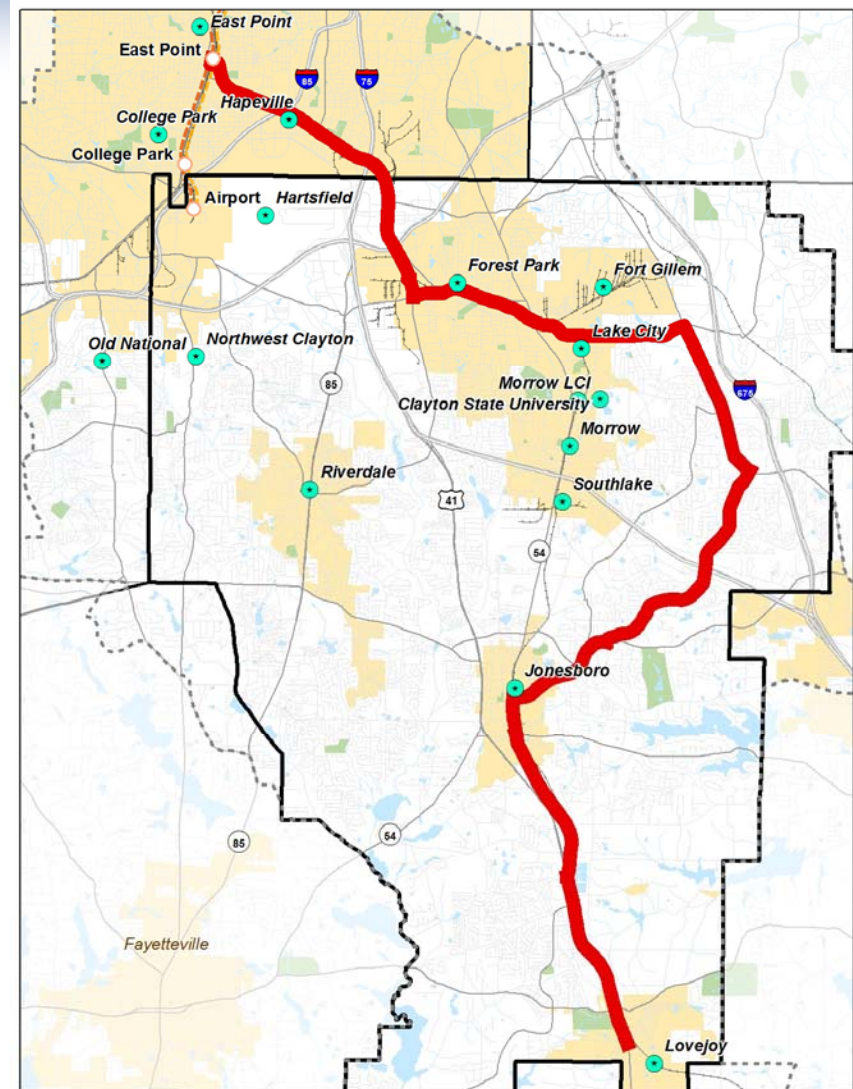 East Point
East Point
85
75
Hapeville
College Park
College Park
Airport
Hartsfield
Forest Park
Fort Gillem
Lake City
Old National
Northwest Clayton
85
Morrow LCI
675
Clayton State University
Morrow
Riverdale
Southlake
41
54
Jonesboro
54
85
Fayetteville
Lovejoy